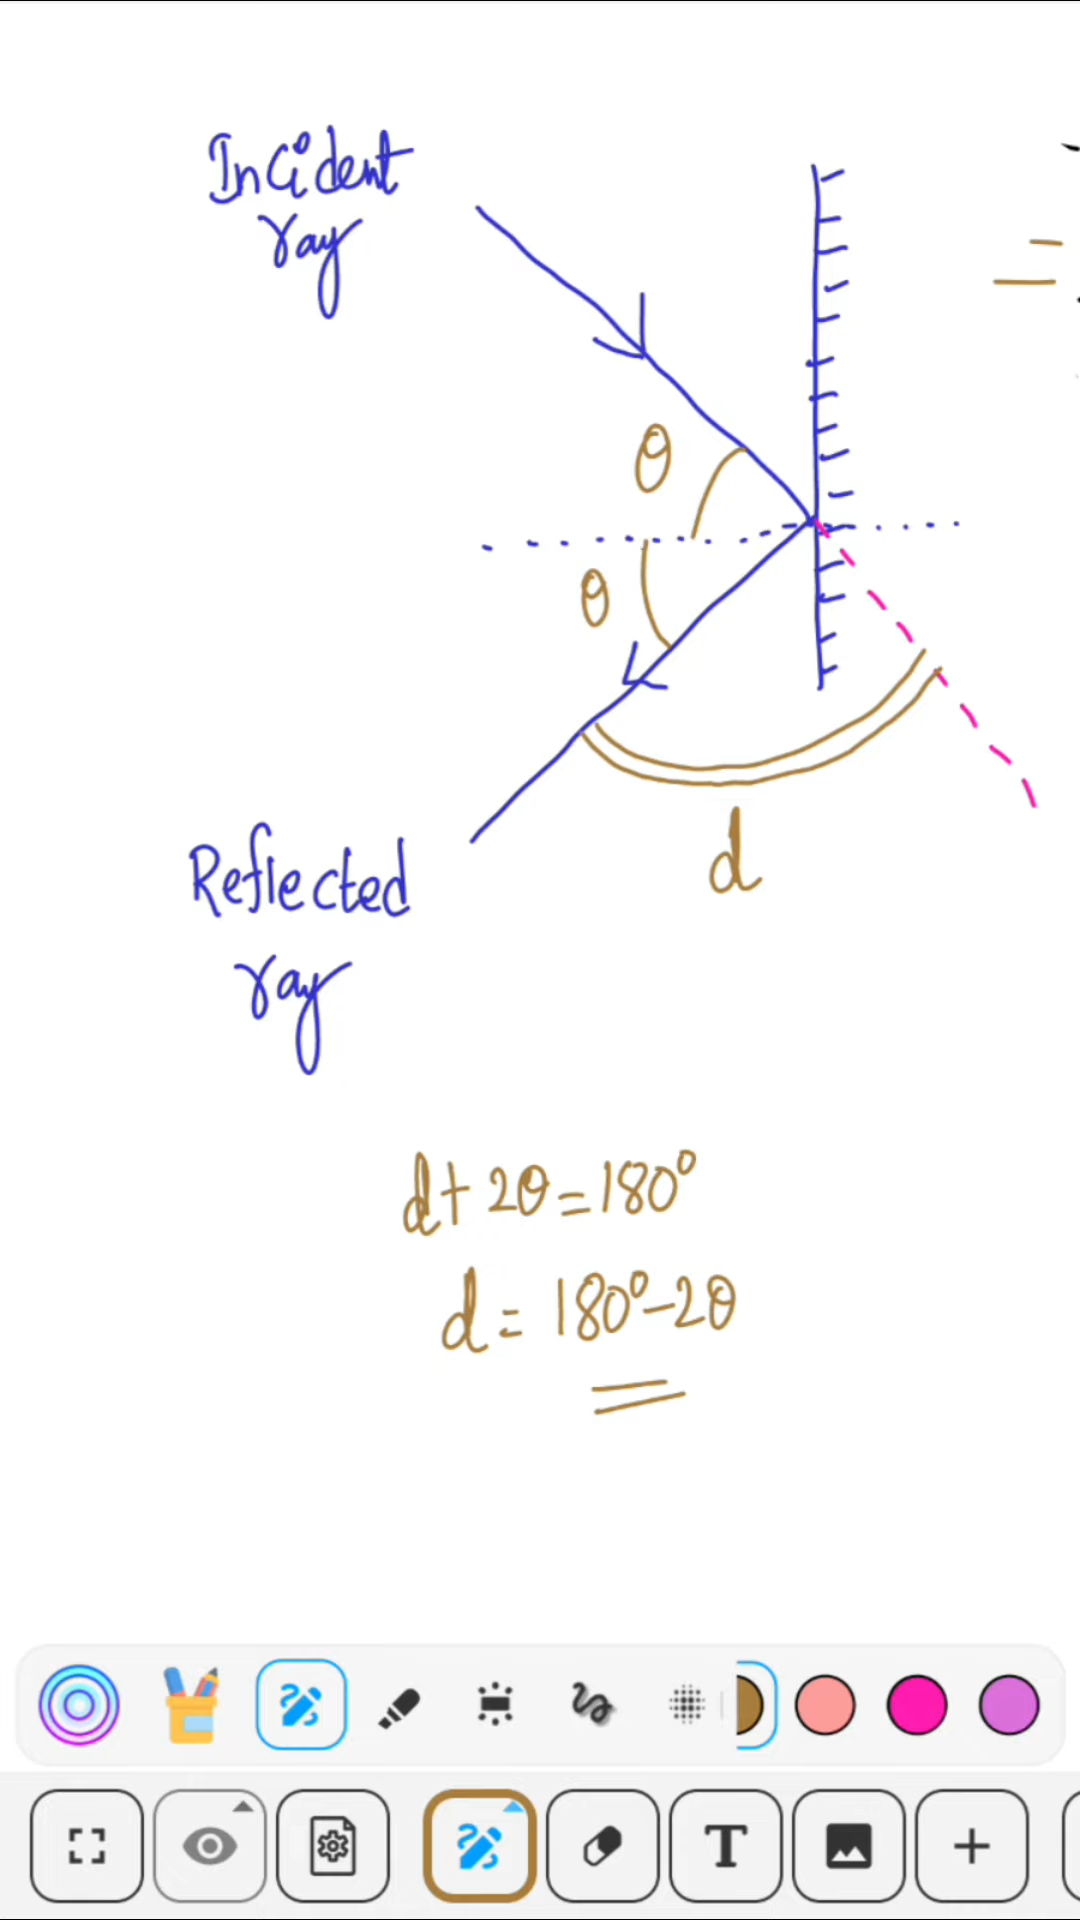 Incident
ray
θ
θ
d
Reflected
ray
d + 2θ = 180°
d = 180° - 2θ
T